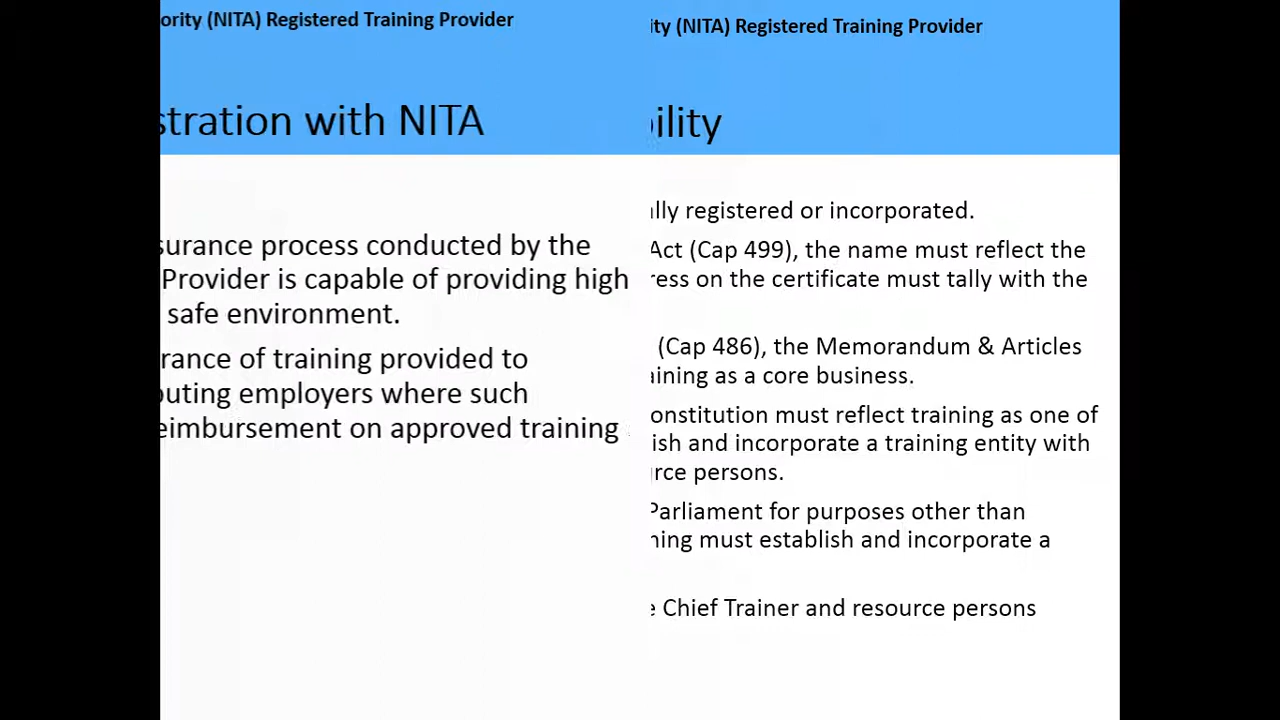 ority (NITA) Registered Training Provider
stration with NITA
surance process conducted by the
Provider is capable of providing high
safe environment.
rance of training provided to
outing employers where such
eimbursement on approved training
ity (NITA) Registered Training Provider
ility
ally registered or incorporated.
Act (Cap 499), the name must reflect the
ress on the certificate must tally with the
(Cap 486), the Memorandum & Articles
aining as a core business.
onstitution must reflect training as one of
ish and incorporate a training entity with
rce persons.
Parliament for purposes other than
ning must establish and incorporate a
e Chief Trainer and resource persons